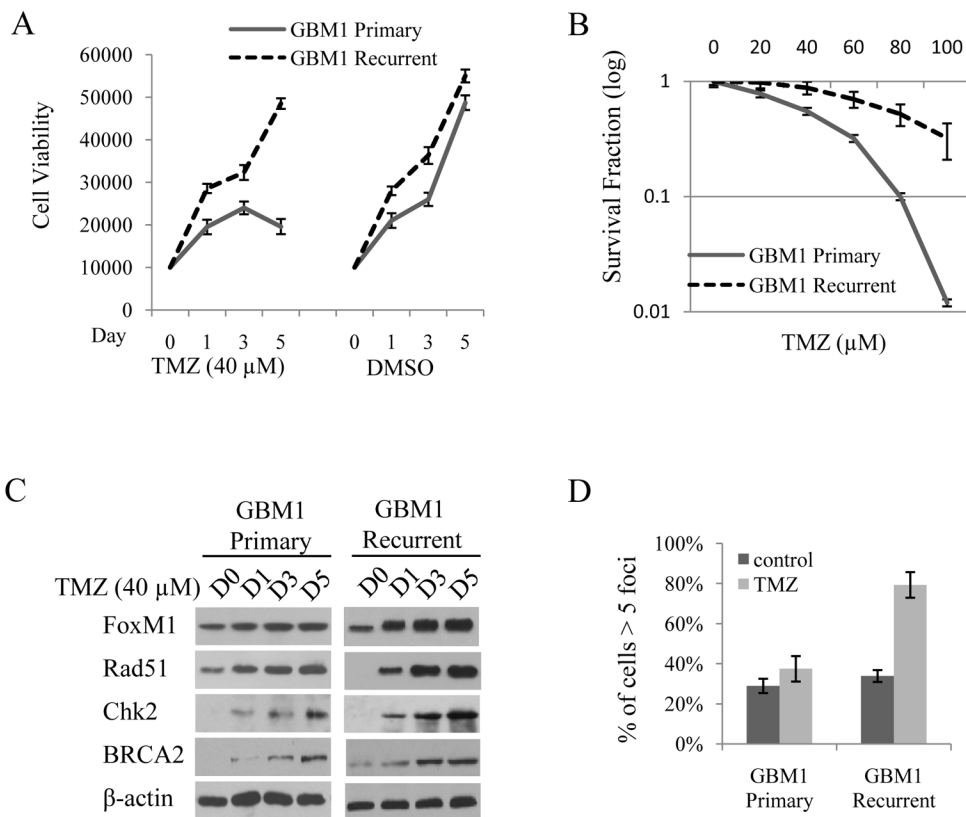 A
GBM1 Primary
GBM1 Recurrent
60000
50000
40000
30000
20000
10000
0
Cell Viability
Day
0 1 3 5 0 1 3 5
TMZ (40 µM) DMSO
B
0 20 40 60 80 100
1
0.1
0.01
Survival Fraction (log)
GBM1 Primary
GBM1 Recurrent
TMZ (µM)
C
GBM1
Primary
GBM1
Recurrent
TMZ (40 µM) D0 D1 D3 D5 D0 D1 D3 D5
FoxM1
Rad51
Chk2
BRCA2
β-actin
D
100%
80%
60%
40%
20%
0%
% of cells > 5 foci
control
TMZ
GBM1
Primary
GBM1
Recurrent